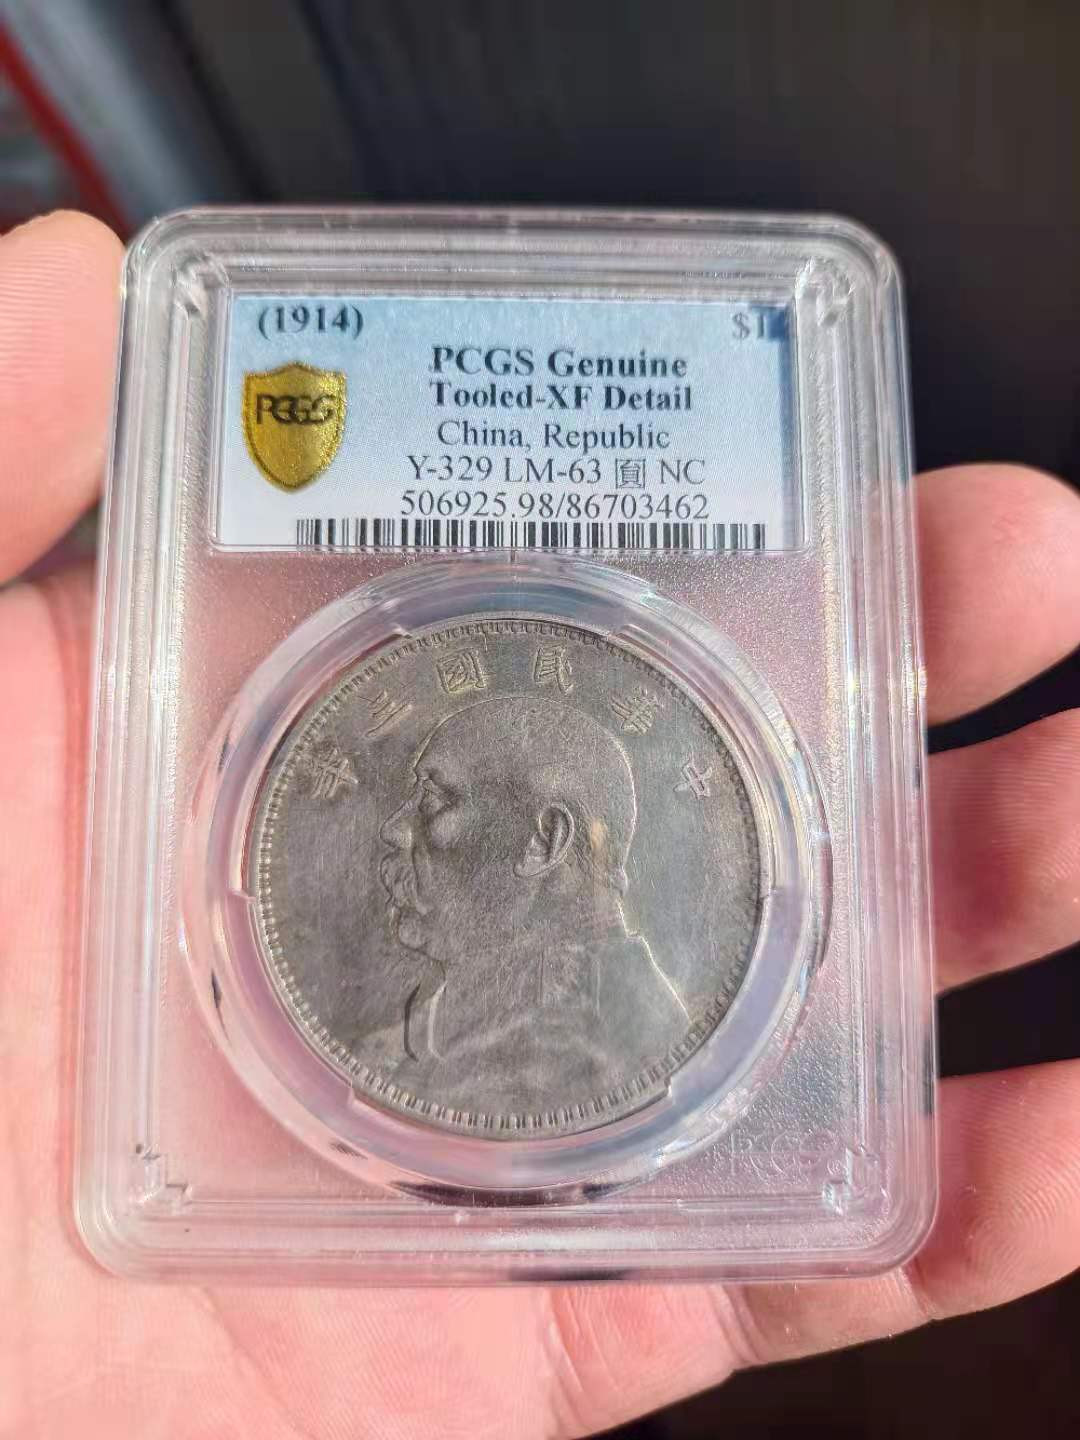 (1914) $1
PCGS Genuine
PCGS
Tooled-XF Detail
China, Republic
Y-329 LM-63 圓 NC
506925.98/86703462
年三國民華中
PCGS